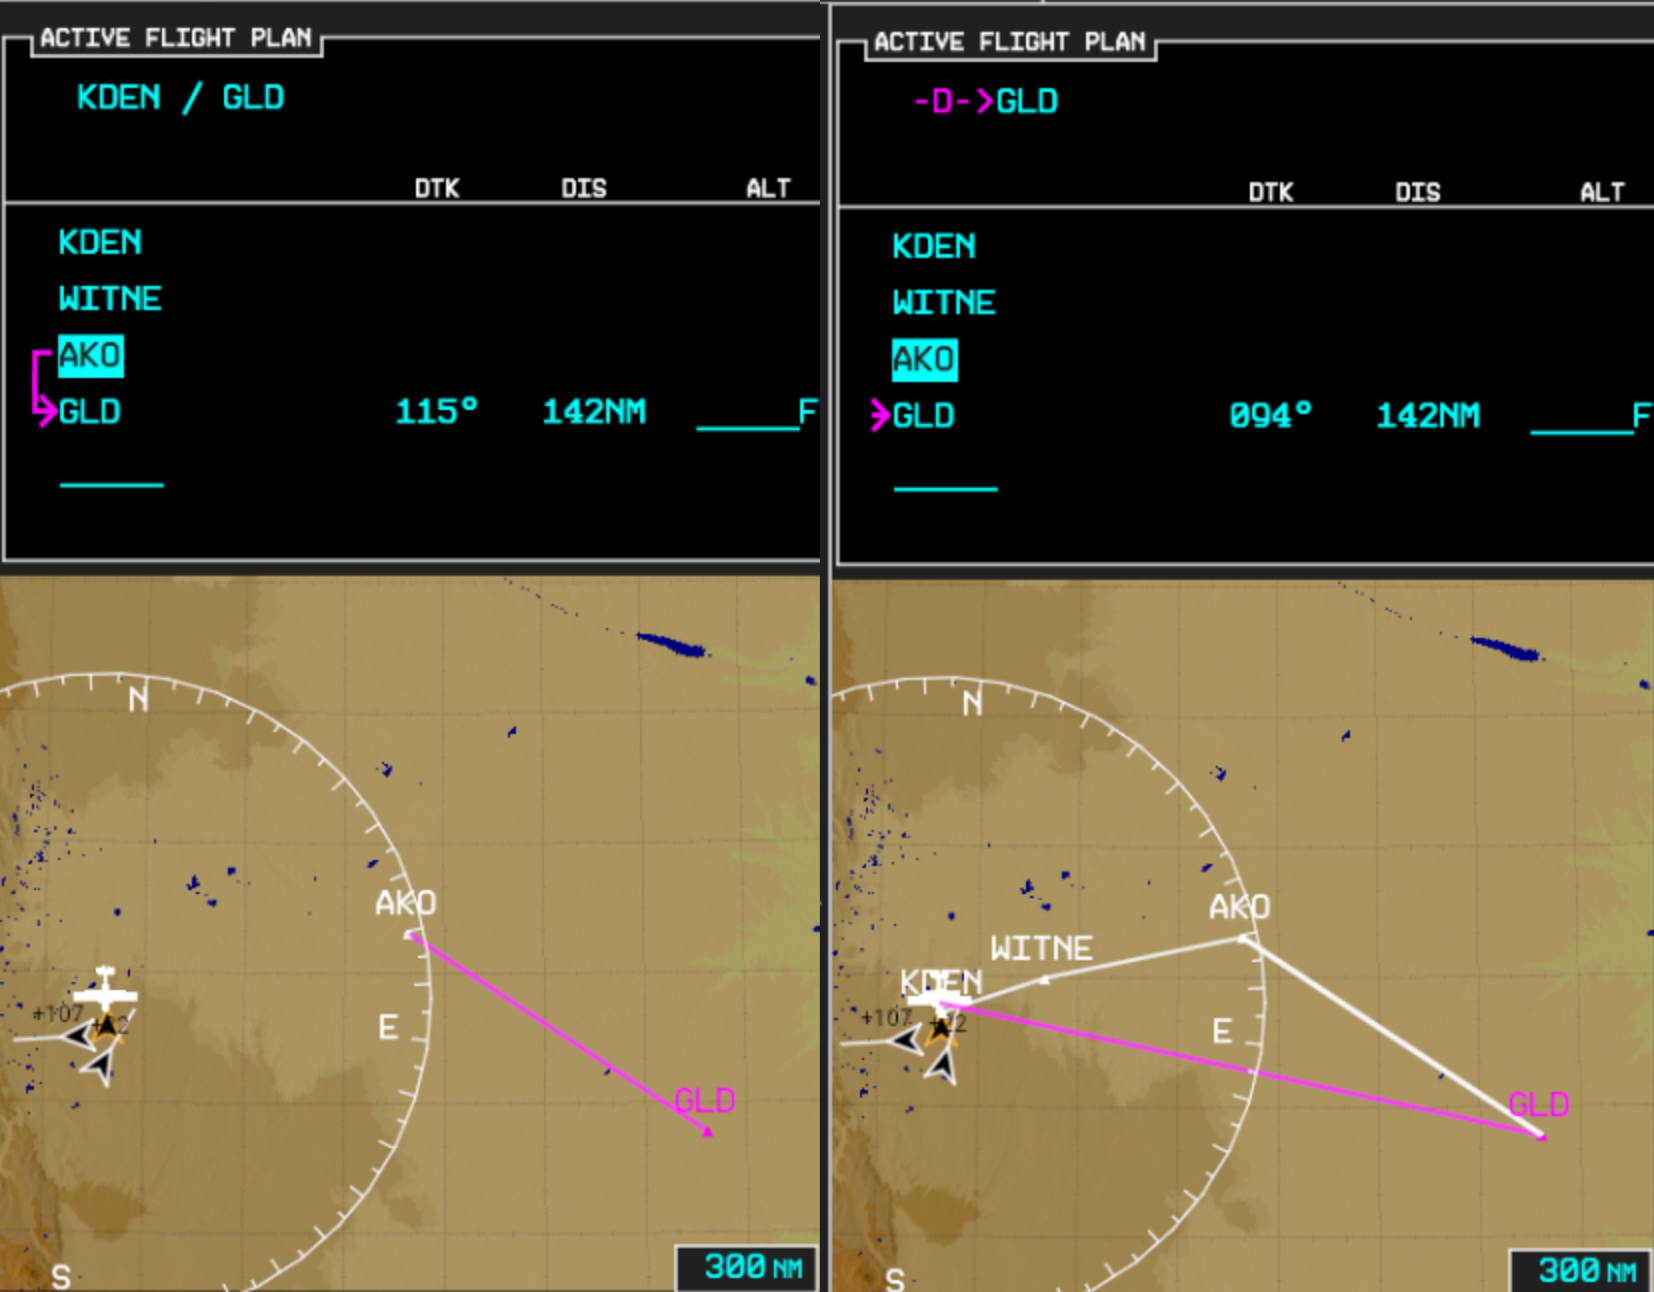 ACTIVE FLIGHT PLAN
KDEN / GLD
DTK DIS ALT
KDEN
WITNE
AKO
GLD 115° 142NM _____F
_____
N
AKO
+107
E
GLD
S
300 NM
ACTIVE FLIGHT PLAN
-D->GLD
DTK DIS ALT
KDEN
WITNE
AKO
GLD 094° 142NM _____F
_____
N
AKO
WITNE
KDEN
+107
E
GLD
S
300 NM